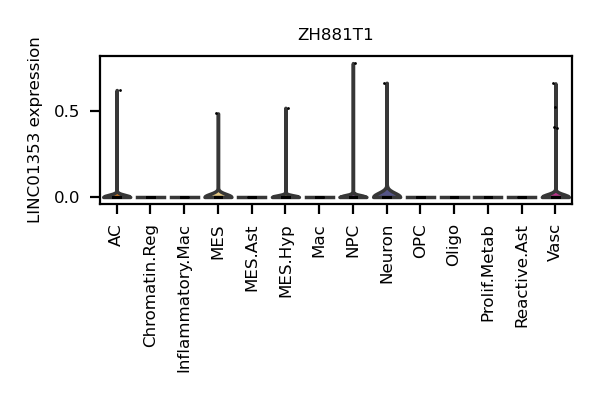 ZH881T1
LINC01353 expression
0.5
0.0
AC
Chromatin.Reg
Inflammatory.Mac
MES
MES.Ast
MES.Hyp
Mac
NPC
Neuron
OPC
Oligo
Prolif.Metab
Reactive.Ast
Vasc